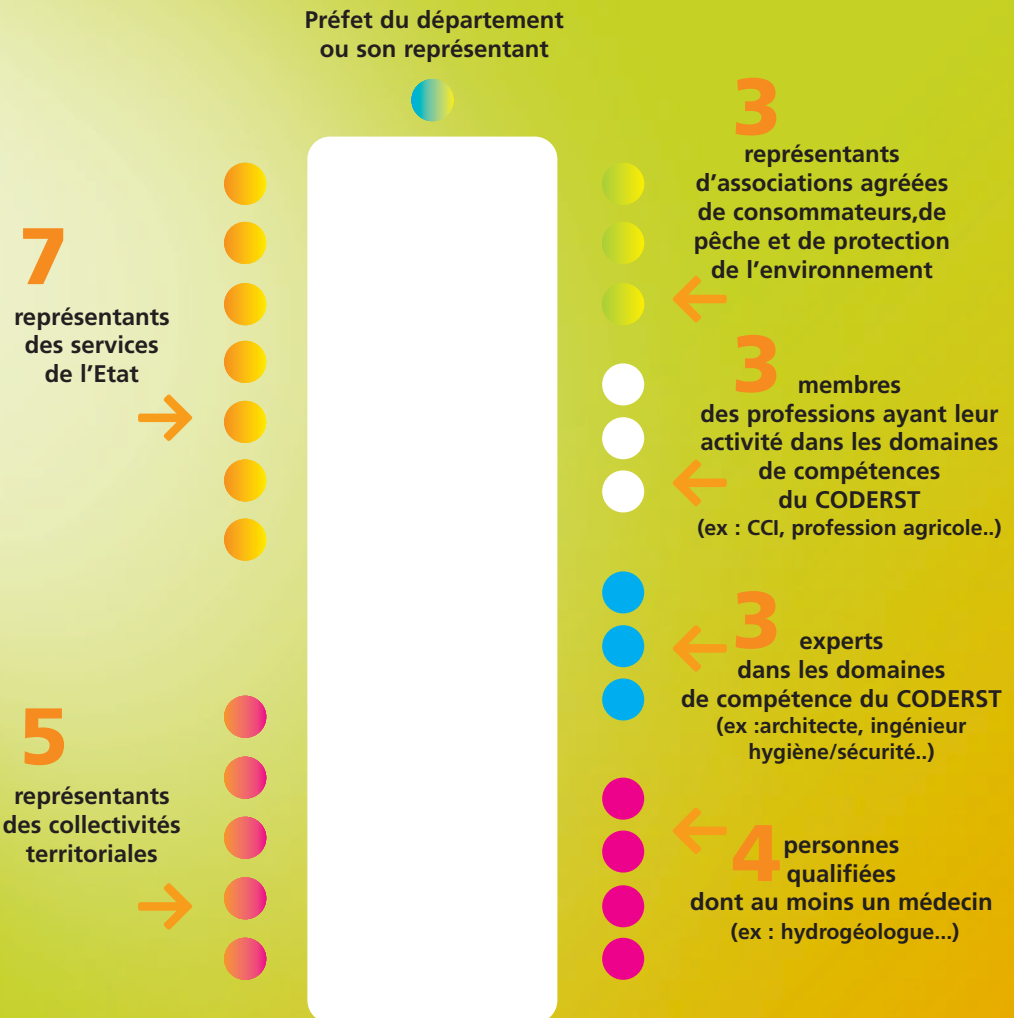 Préfet du département
ou son représentant
7
représentants
des services
de l'Etat
5
représentants
des collectivités
territoriales
3
représentants
d'associations agréées
de consommateurs,de
pêche et de protection
de l'environnement
3
membres
des professions ayant leur
activité dans les domaines
de compétences
du CODERST
(ex : CCI, profession agricole..)
3
experts
dans les domaines
de compétence du CODERST
(ex :architecte, ingénieur
hygiène/sécurité..)
4
personnes
qualifiées
dont au moins un médecin
(ex : hydrogéologue...)